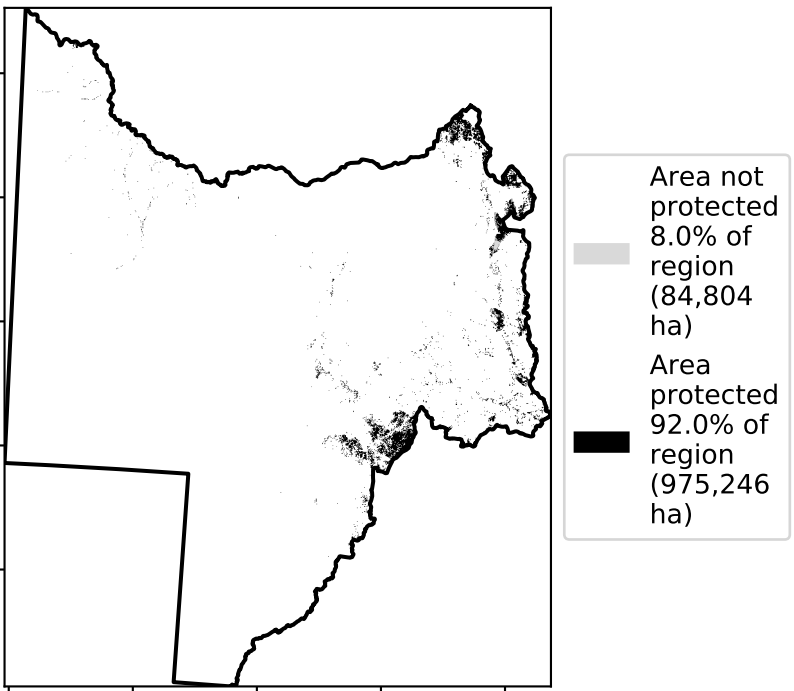 Area not
protected
8.0% of
region
(84,804
ha)
Area
protected
92.0% of
region
(975,246
ha)